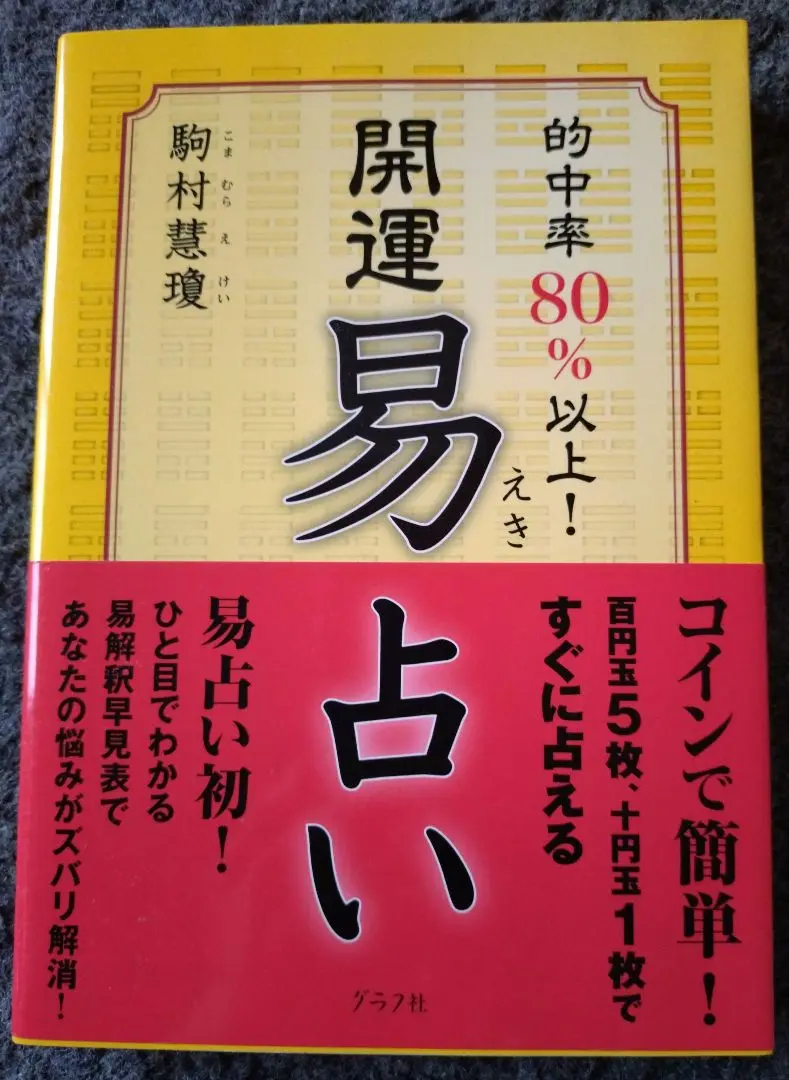 的中率80%以上!
開運
易占い
えき
駒村慧瓊
こまむらえけい
コインで簡単!
百円玉5枚、十円玉1枚で
すぐに占える
易占い初!
ひと目でわかる
易解釈早見表で
あなたの悩みがズバリ解消!
グラフ社